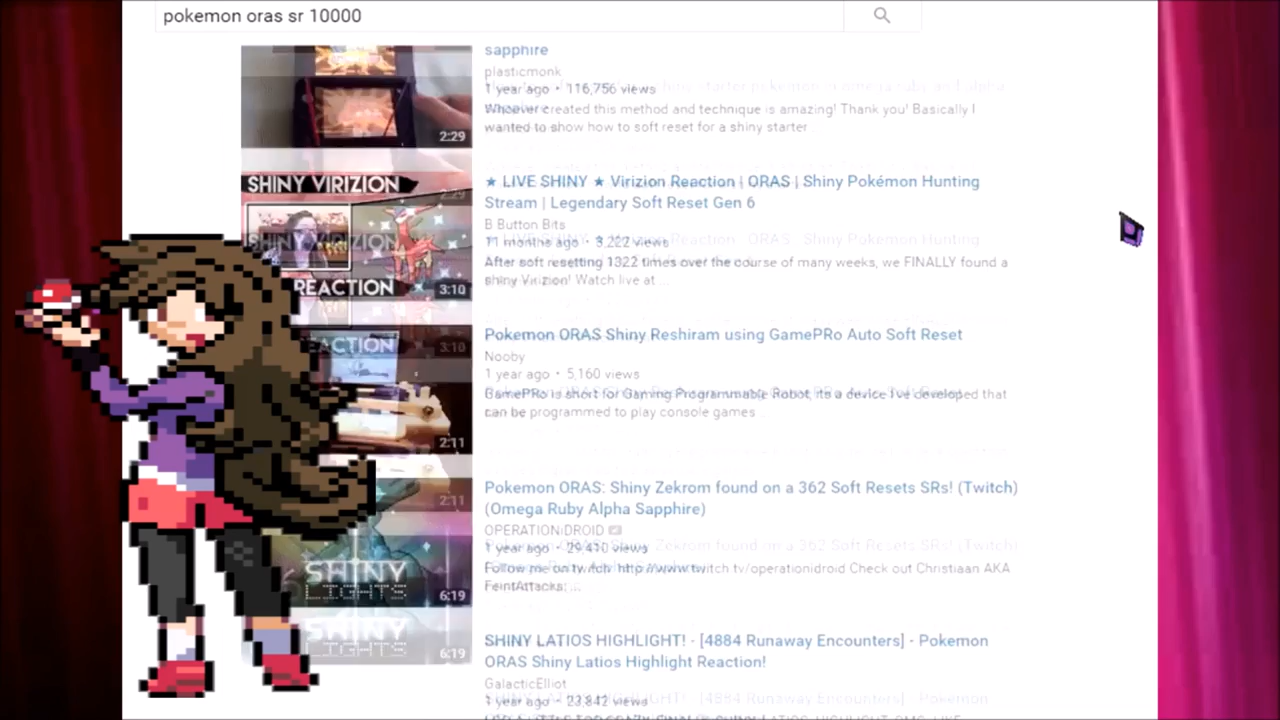 pokemon oras sr 10000
sapphire
plasticmonk
1 year ago • 116,756 views
Whoever created this method and technique is amazing! Thank you! Basically I
wanted to show how to soft reset for a shiny starter
2:29
SHINY VIRIZION
★ LIVE SHINY ★ Virizion Reaction | ORAS | Shiny Pokémon Hunting
Stream | Legendary Soft Reset Gen 6
B Button Bits
11 months ago • 3,222 views
After soft resetting 1322 times over the course of many weeks, we FINALLY found a
shiny Virizion! Watch live at ...
REACTION
3:10
Pokemon ORAS Shiny Reshiram using GamePRo Auto Soft Reset
Nooby
1 year ago • 5,160 views
GamePRo is short for Gaming Programmable Robot, its a device I've developed that
can be programmed to play console games
2:11
Pokemon ORAS: Shiny Zekrom found on a 362 Soft Resets SRs! (Twitch)
(Omega Ruby Alpha Sapphire)
OPERATIONiDROID
1 year ago • 29,410 views
Follow me on twitch http://www.twitch.tv/operationidroid Check out Christiaan AKA
FeintAttacks: ...
SHINY
LIGHTS
6:19
SHINY LATIOS HIGHLIGHT! - [4884 Runaway Encounters] - Pokemon
ORAS Shiny Latios Highlight Reaction!
GalacticElliot
1 year ago • 23,842 views